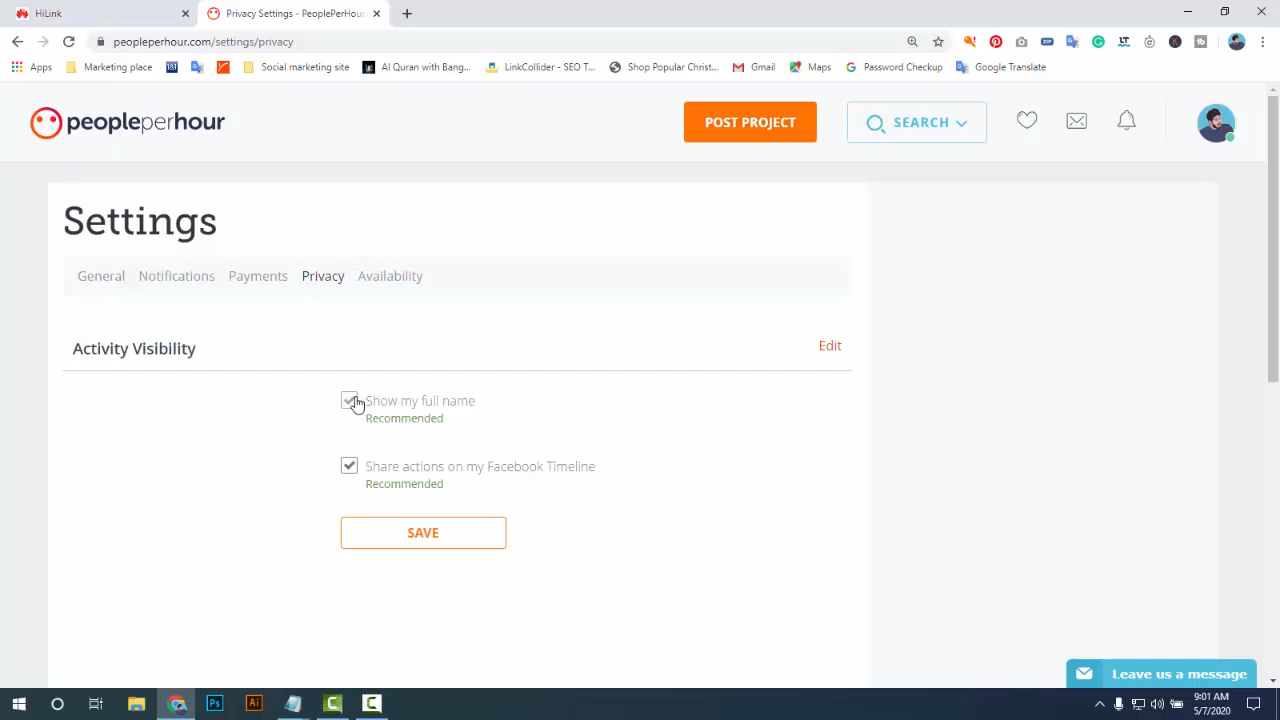 HiLink
Privacy Settings - PeoplePerHour
peopleperhour.com/settings/privacy
Apps
Marketing place
Social marketing site
Al Quran with Bang...
LinkCollider - SEO T...
Shop Popular Christ...
Gmail
Maps
Password Checkup
Google Translate
peopleperhour
POST PROJECT
SEARCH
Settings
General Notifications Payments Privacy Availability
Activity Visibility
Edit
Show my full name
Recommended
Share actions on my Facebook Timeline
Recommended
SAVE
Leave us a message
Ps
Ai
9:01 AM
5/7/2020